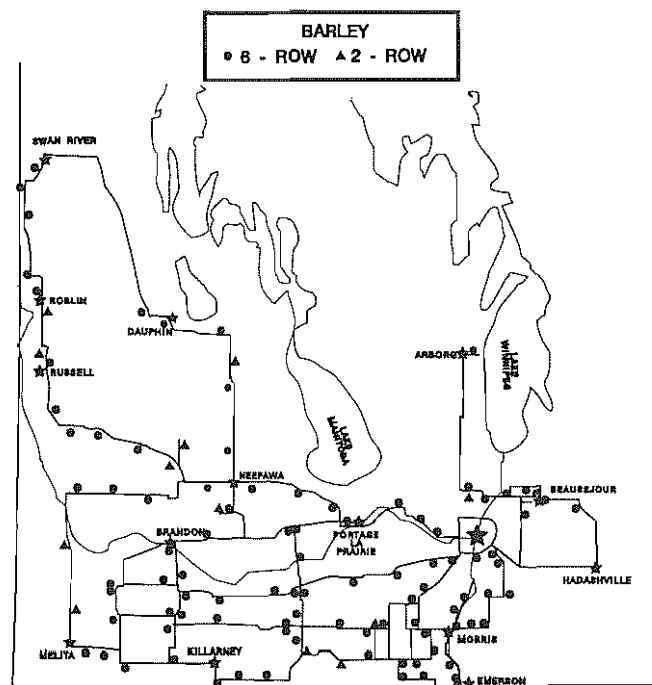 BARLEY
6 - ROW 2 - ROW
SWAN RIVER
ROBLIN
DAUPHIN
RUSSELL
ARBORG
LAKE
WINNIPEG
LAKE
MANITOBA
NEEPAWA
BEAUSEJOUR
BRANDON
PORTAGE
LA
PRAIRIE
HADASHVILLE
MORRIS
MELITA
KILLARNEY
EMERSON